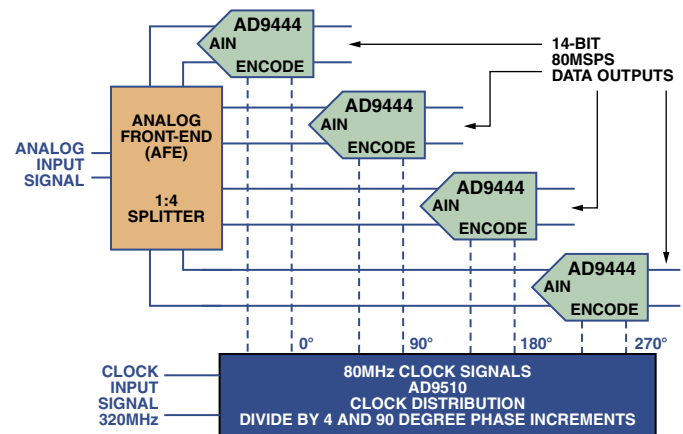 AD9444
AIN
ENCODE
14-BIT
80MSPS
DATA OUTPUTS
AD9444
AIN
ENCODE
ANALOG
FRONT-END
(AFE)
1:4
SPLITTER
ANALOG
INPUT
SIGNAL
AD9444
AIN
ENCODE
AD9444
AIN
ENCODE
0°
90°
180°
270°
CLOCK
INPUT
SIGNAL
320MHz
80MHz CLOCK SIGNALS
AD9510
CLOCK DISTRIBUTION
DIVIDE BY 4 AND 90 DEGREE PHASE INCREMENTS